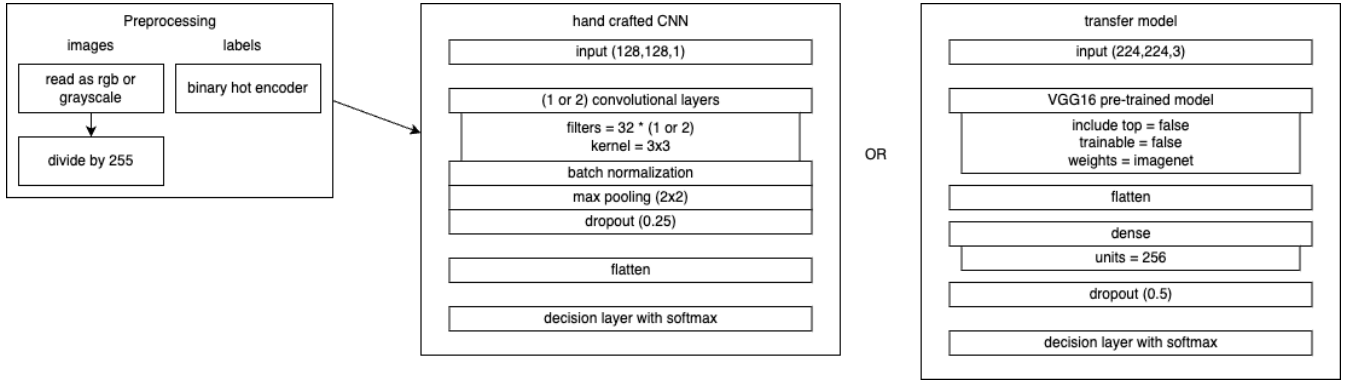 Preprocessing
images
labels
read as rgb or
grayscale
binary hot encoder
divide by 255
hand crafted CNN
input (128,128,1)
(1 or 2) convolutional layers
filters = 32 * (1 or 2)
kernel = 3x3
batch normalization
max pooling (2x2)
dropout (0.25)
flatten
decision layer with softmax
OR
transfer model
input (224,224,3)
VGG16 pre-trained model
include top = false
trainable = false
weights = imagenet
flatten
dense
units = 256
dropout (0.5)
decision layer with softmax